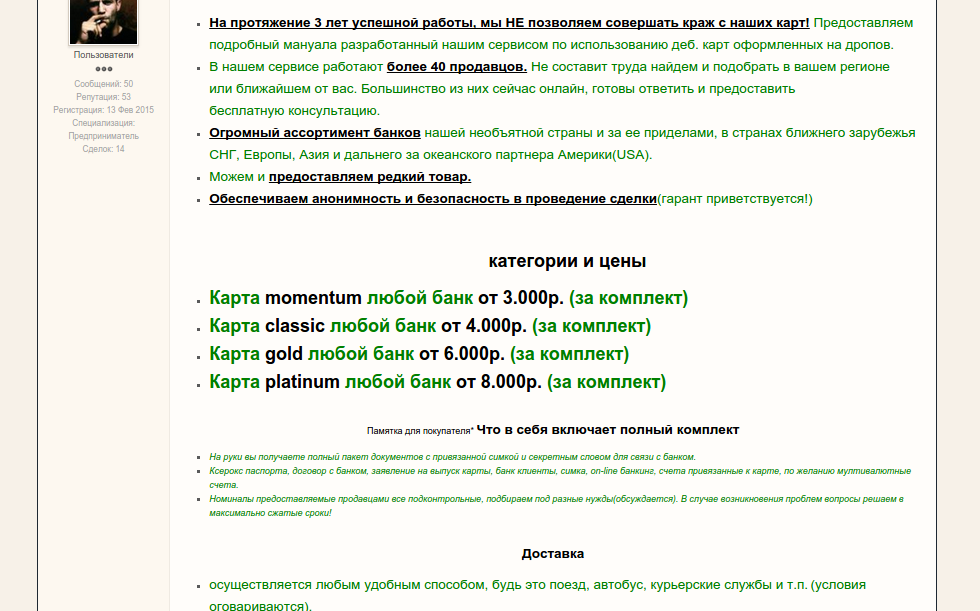 На протяжение 3 лет успешной работы, мы НЕ позволяем совершать краж с наших карт! Предоставляем
подробный мануала разработанный нашим сервисом по использованию деб. карт оформленных на дропов.
В нашем сервисе работают более 40 продавцов. Не составит труда найдем и подобрать в вашем регионе
или ближайшем от вас. Большинство из них сейчас онлайн, готовы ответить и предоставить
бесплатную консультацию.
Огромный ассортимент банков нашей необъятной страны и за ее приделами, в странах ближнего зарубежья
СНГ, Европы, Азия и дальнего за океанского партнера Америки(USA).
Можем и предоставляем редкий товар.
Обеспечиваем анонимность и безопасность в проведение сделки(гарант приветствуется!)
Пользователи
Сообщений: 50
Репутация: 53
Регистрация: 13 Фев 2015
Специализация:
Предприниматель
Сделок: 14
категории и цены
Карта momentum любой банк от 3.000р. (за комплект)
Карта classic любой банк от 4.000р. (за комплект)
Карта gold любой банк от 6.000р. (за комплект)
Карта platinum любой банк от 8.000р. (за комплект)
Памятка для покупателя* Что в себя включает полный комплект
На руки вы получаете полный пакет документов с привязанной симкой и секретным словом для связи с банком.
Ксерокс паспорта, договор с банком, заявление на выпуск карты, банк клиенты, симка, on-line банкинг, счета привязанные к карте, по желанию мултивалютные
счета.
Номиналы предоставляемые продавцами все подконтрольные, подбираем под разные нужды(обсуждается). В случае возникновения проблем вопросы решаем в
максимально сжатые сроки!
Доставка
осуществляется любым удобным способом, будь это поезд, автобус, курьерские службы и т.п. (условия
оговариваются).